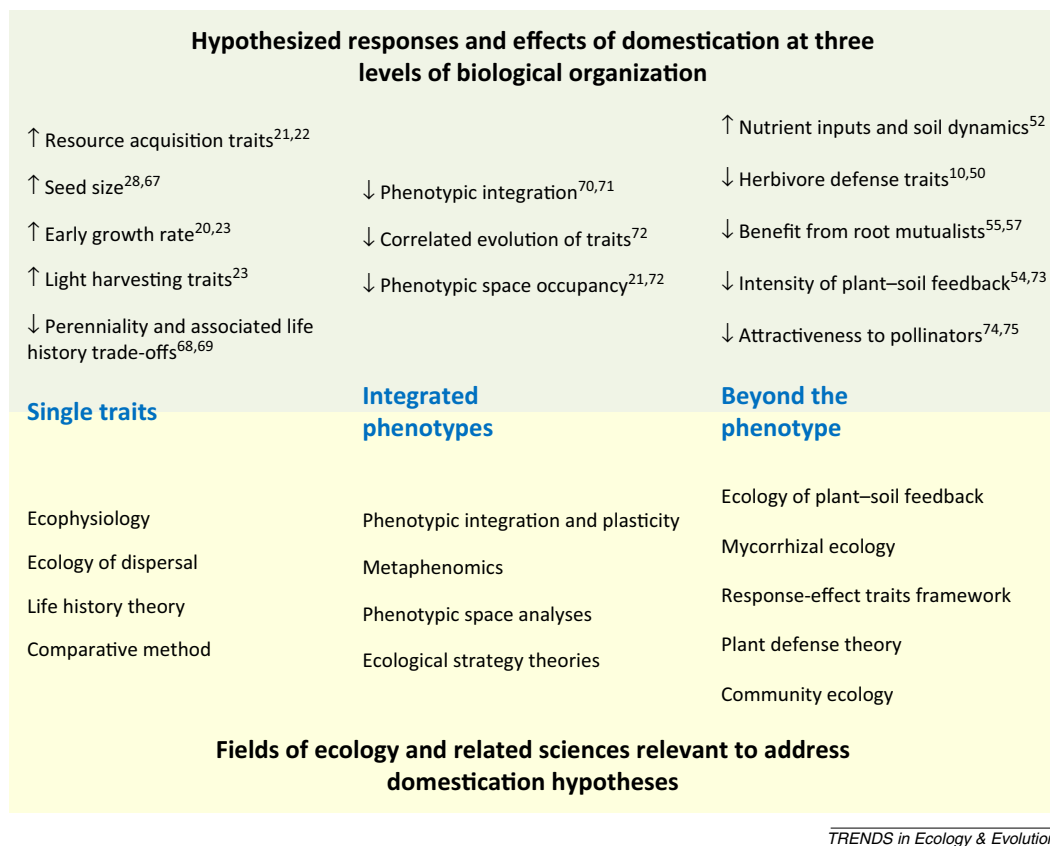 Hypothesized responses and effects of domestication at three
levels of biological organization
↑ Resource acquisition traits21,22
↑ Seed size28,67
↑ Early growth rate20,23
↑ Light harvesting traits23
↓ Perenniality and associated life
history trade-offs68,69
↓ Phenotypic integration70,71
↓ Correlated evolution of traits72
↓ Phenotypic space occupancy21,72
↑ Nutrient inputs and soil dynamics52
↓ Herbivore defense traits10,50
↓ Benefit from root mutualists55,57
↓ Intensity of plant–soil feedback54,73
↓ Attractiveness to pollinators74,75
Single traits
Integrated
phenotypes
Beyond the
phenotype
Ecophysiology
Ecology of dispersal
Life history theory
Comparative method
Phenotypic integration and plasticity
Metaphenomics
Phenotypic space analyses
Ecological strategy theories
Ecology of plant–soil feedback
Mycorrhizal ecology
Response-effect traits framework
Plant defense theory
Community ecology
Fields of ecology and related sciences relevant to address
domestication hypotheses
TRENDS in Ecology & Evolution